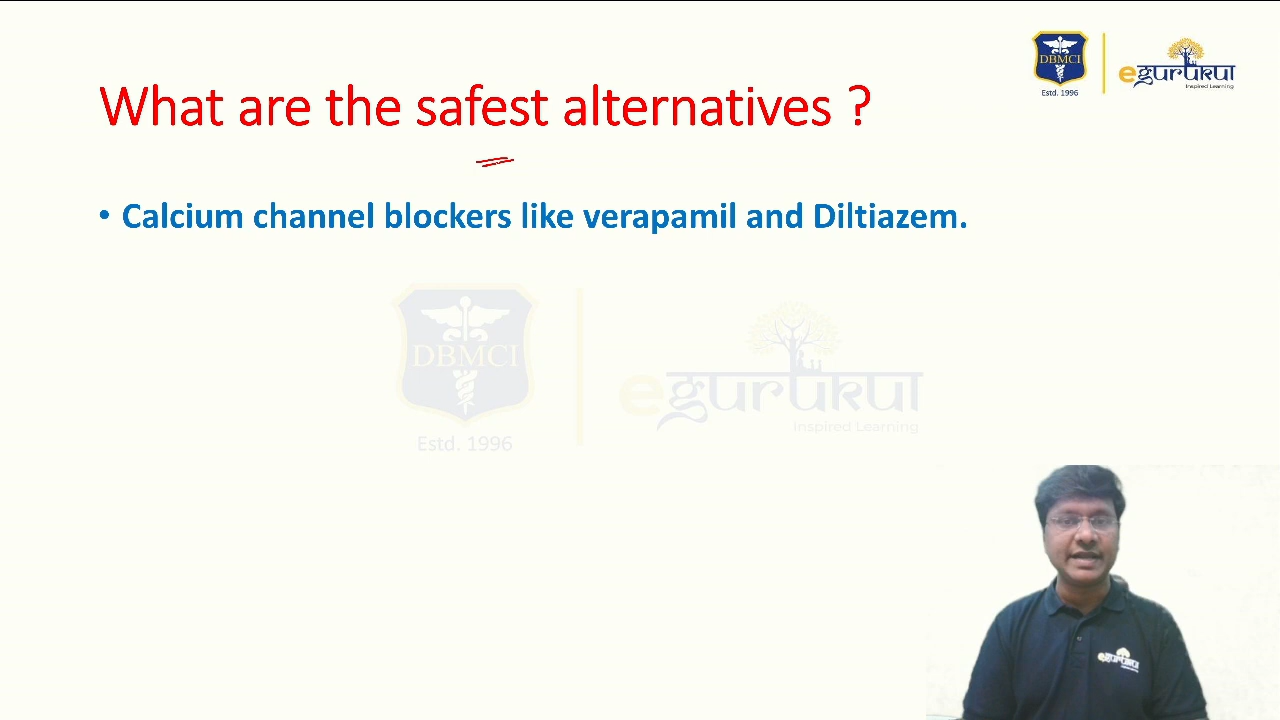 DBMCI
Estd. 1996
egurukul
Inspired Learning
What are the safest alternatives ?
• Calcium channel blockers like verapamil and Diltiazem.
DBMCI
Estd. 1996
egurukul
Inspired Learning
egurukul